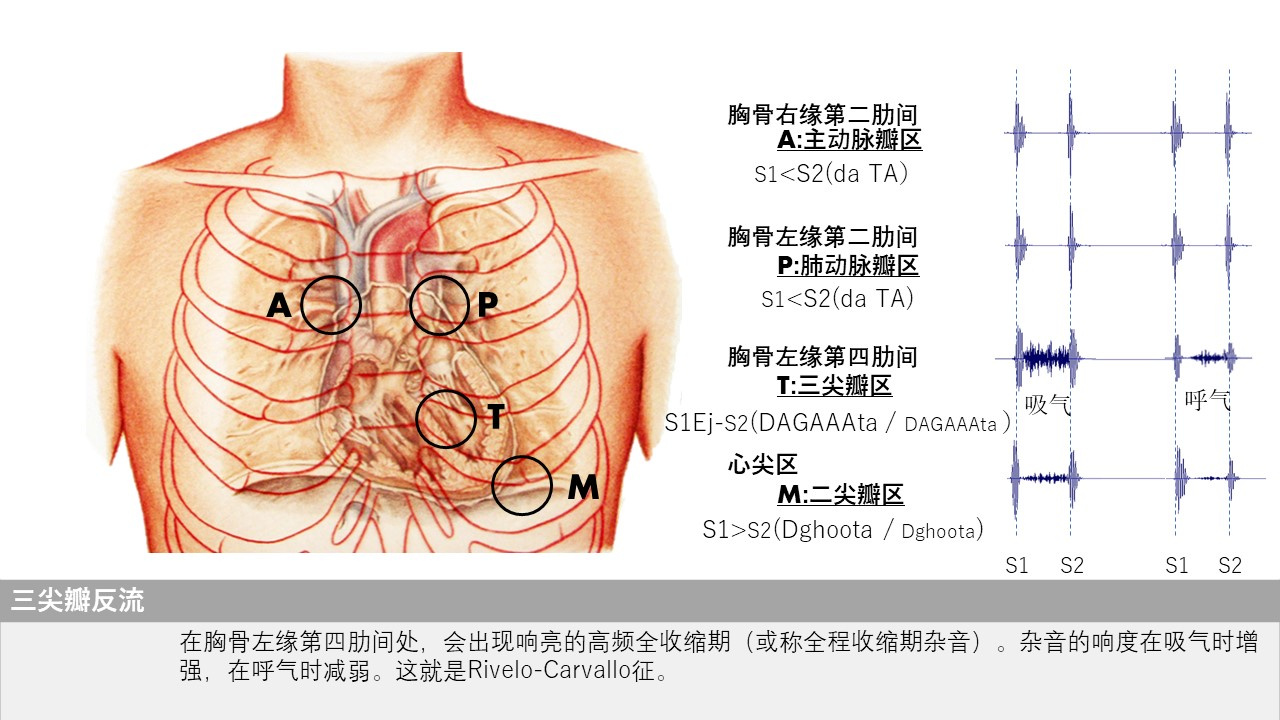 胸骨右缘第二肋间
A:主动脉瓣区
S1<S2(da TA)
胸骨左缘第二肋间
P:肺动脉瓣区
S1<S2(da TA)
A
P
胸骨左缘第四肋间
T:三尖瓣区
S1Ej-S2(DAGAAAta / DAGAAAta )
吸气
呼气
T
心尖区
M:二尖瓣区
S1>S2(Dghoota / Dghoota)
M
S1 S2 S1 S2
三尖瓣反流
在胸骨左缘第四肋间处，会出现响亮的高频全收缩期（或称全程收缩期杂音）。杂音的响度在吸气时增
强，在呼气时减弱。这就是Rivelo-Carvallo征。